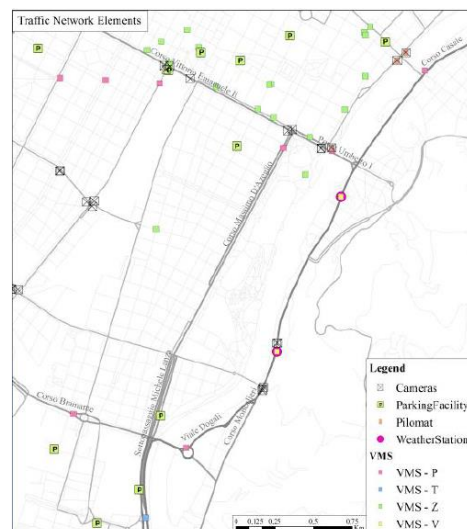 Traffic Network Elements
Corso Vittorio Emanuele Ii
Corso Casale
Ponte Umberto I
Corso Massimo D'Azeglio
Corso Bramante
Sottopassaggio Michele Lanza
Viale Dogali
Corso Moncalieri
Legend
Cameras
P ParkingFacility
Pilomat
WeatherStation
VMS
VMS - P
VMS - T
VMS - Z
VMS - V
0 0,125 0,25 0,5 0,75
Km